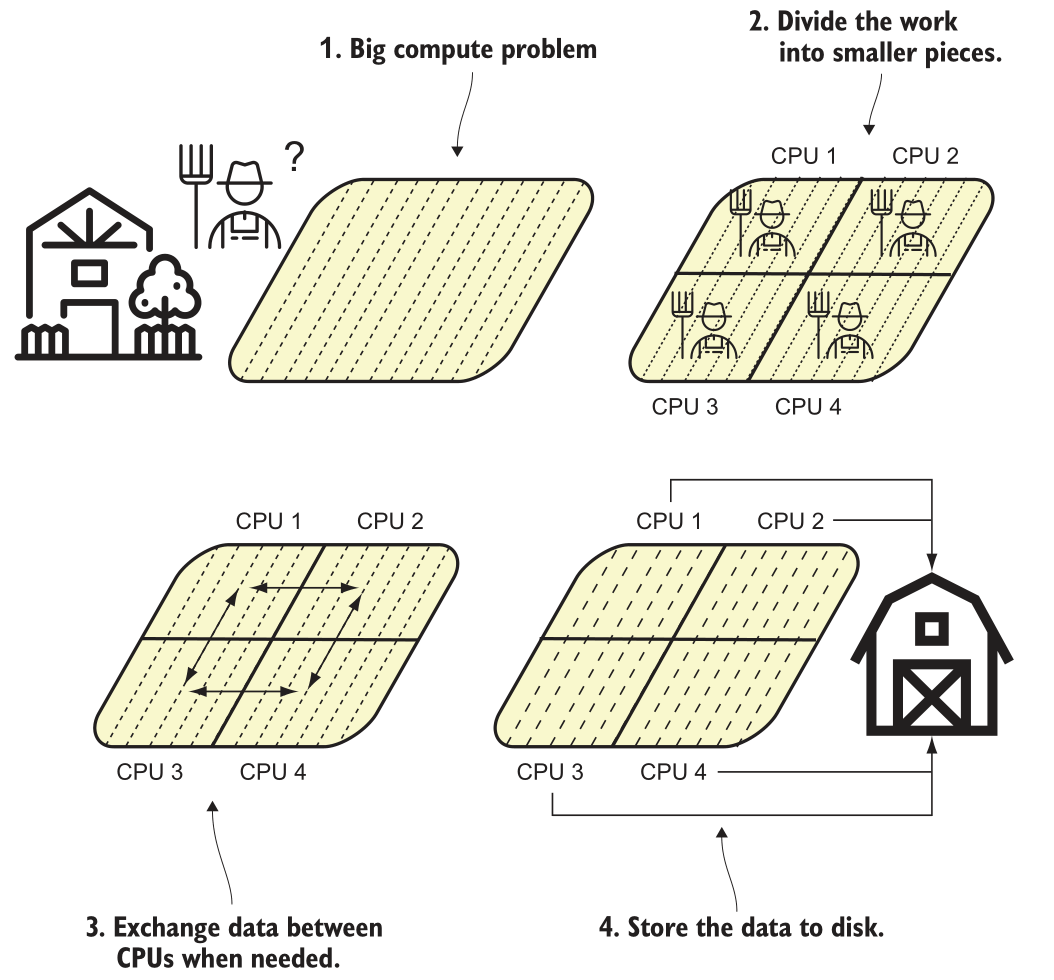 1. Big compute problem
2. Divide the work
into smaller pieces.
?
CPU 1
CPU 2
CPU 3
CPU 4
CPU 1
CPU 2
CPU 3
CPU 4
3. Exchange data between
CPUs when needed.
CPU 1
CPU 2
CPU 3
CPU 4
4. Store the data to disk.